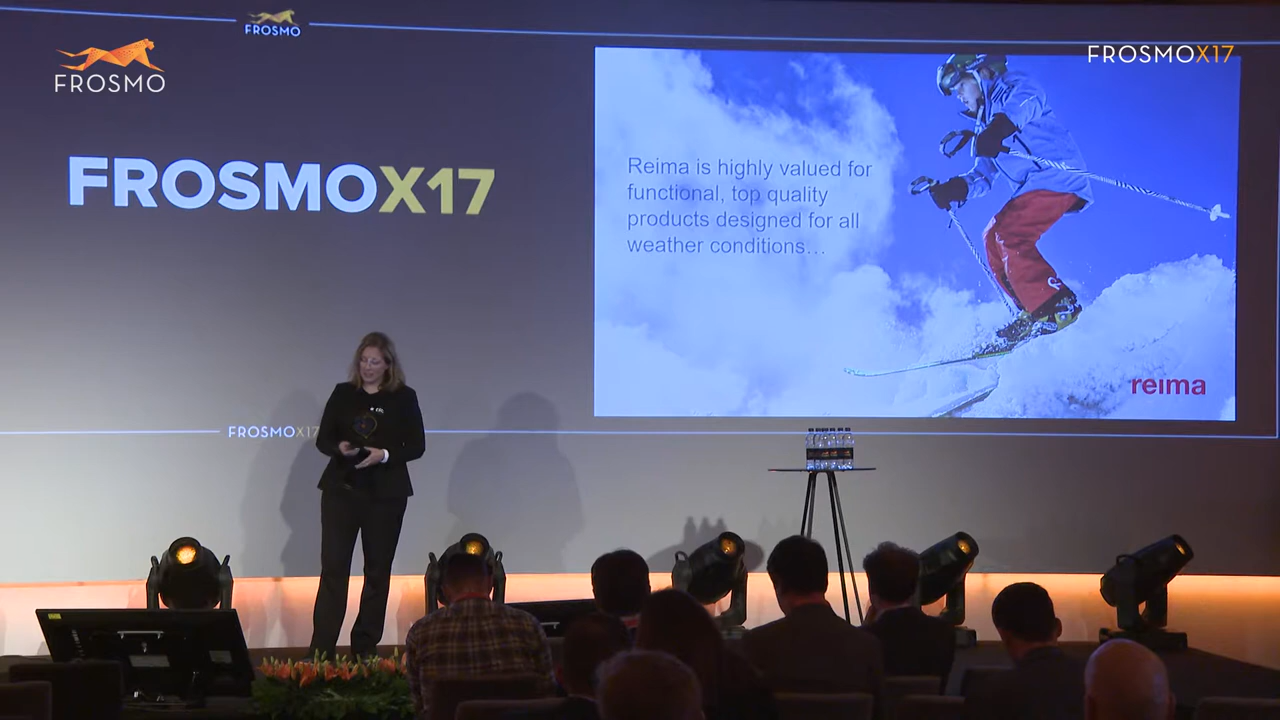 FROSMO
FROSMO
FROSMOX17
FROSMOX17
Reima is highly valued for
functional, top quality
products designed for all
weather conditions…
reima
FROSMOX17